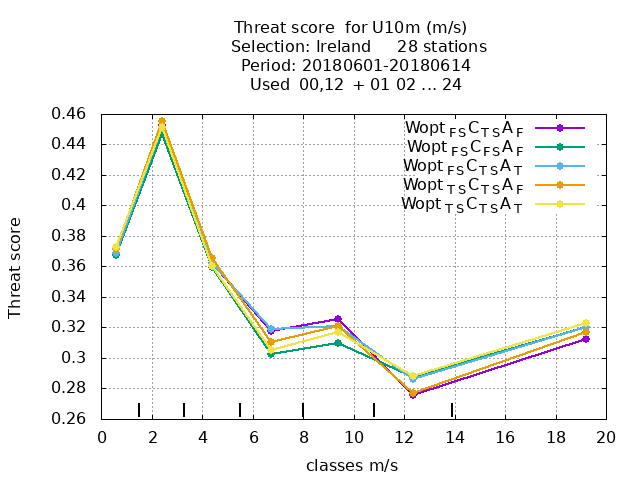 Threat score for U10m (m/s)
Selection: Ireland 28 stations
Period: 20180601-20180614
Used 00,12 + 01 02 ... 24
Threat score
0.46
0.44
0.42
0.4
0.38
0.36
0.34
0.32
0.3
0.28
0.26
Wopt FS C TS A F
Wopt FS C FS A F
Wopt FS C TS A T
Wopt TS C TS A F
Wopt TS C TS A T
0 2 4 6 8 10 12 14 16 18 20
classes m/s